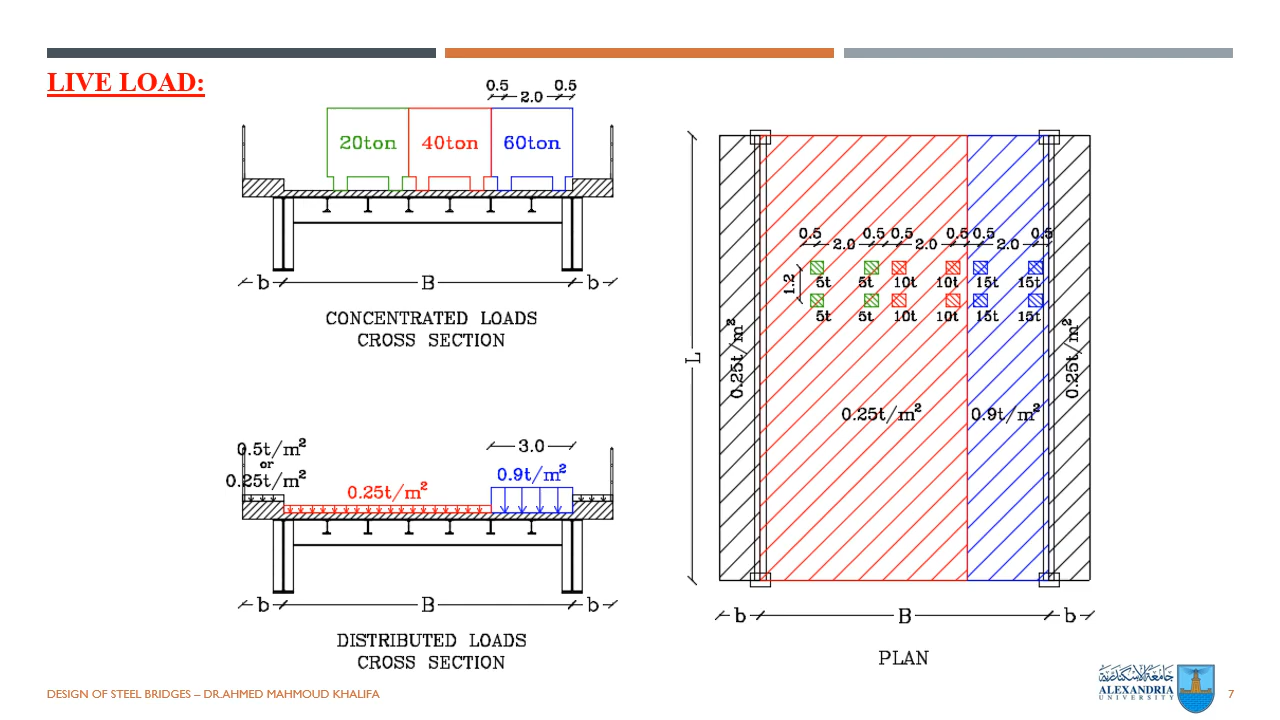 LIVE LOAD:
0.5 0.5
2.0
20ton 40ton 60ton
b B b
CONCENTRATED LOADS
CROSS SECTION
0.5t/m²
or
0.25t/m²
0.25t/m²
3.0
0.9t/m²
b B b
DISTRIBUTED LOADS
CROSS SECTION
L
0.5 0.5 0.5 0.5 0.5 0.5
2.0 2.0 2.0
1.2
5t 5t 10t 10t 15t 15t
5t 5t 10t 10t 15t 15t
0.25t/m²
0.25t/m²
0.25t/m² 0.9t/m²
b B b
PLAN
DESIGN OF STEEL BRIDGES – DR.AHMED MAHMOUD KHALIFA
جامعة الإسكندرية
ALEXANDRIA
UNIVERSITY
7